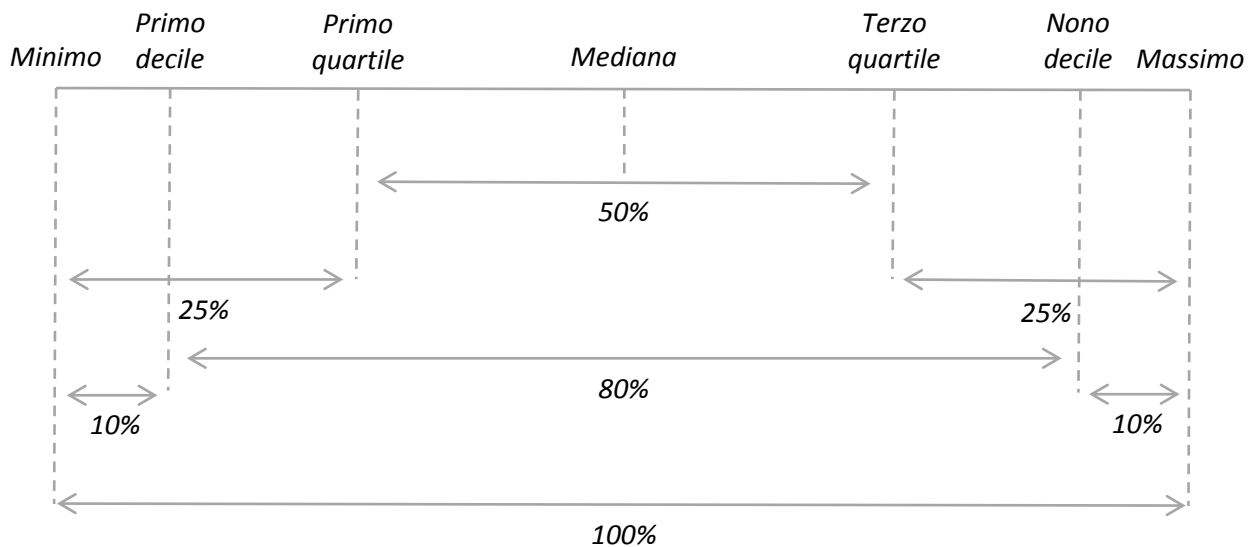 Minimo
Primo
decile
Primo
quartile
Mediana
Terzo
quartile
Nono
decile
Massimo
50%
25%
25%
80%
10%
10%
100%